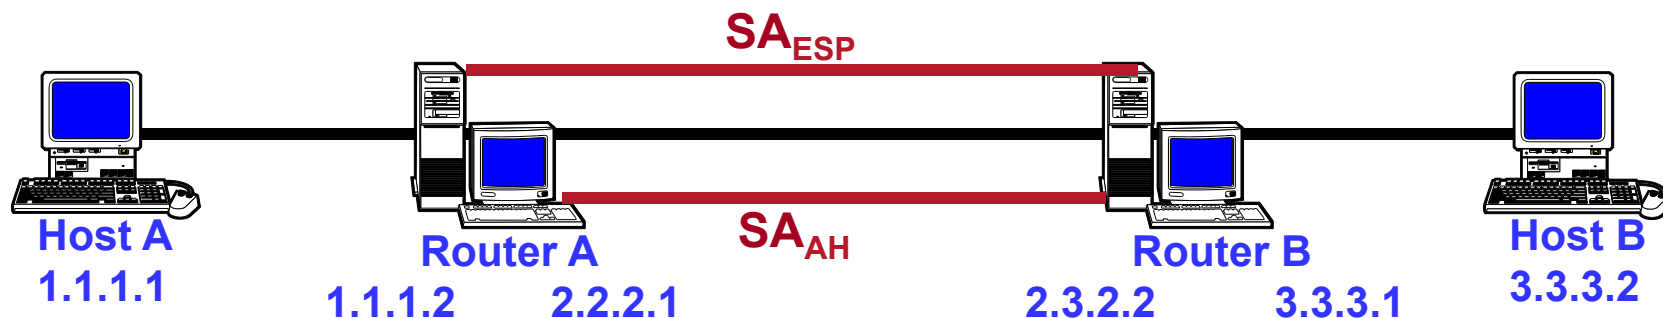 SAESP
SAAH
Host A
1.1.1.1
Router A
1.1.1.2
2.2.2.1
Router B
2.3.2.2
3.3.3.1
Host B
3.3.3.2